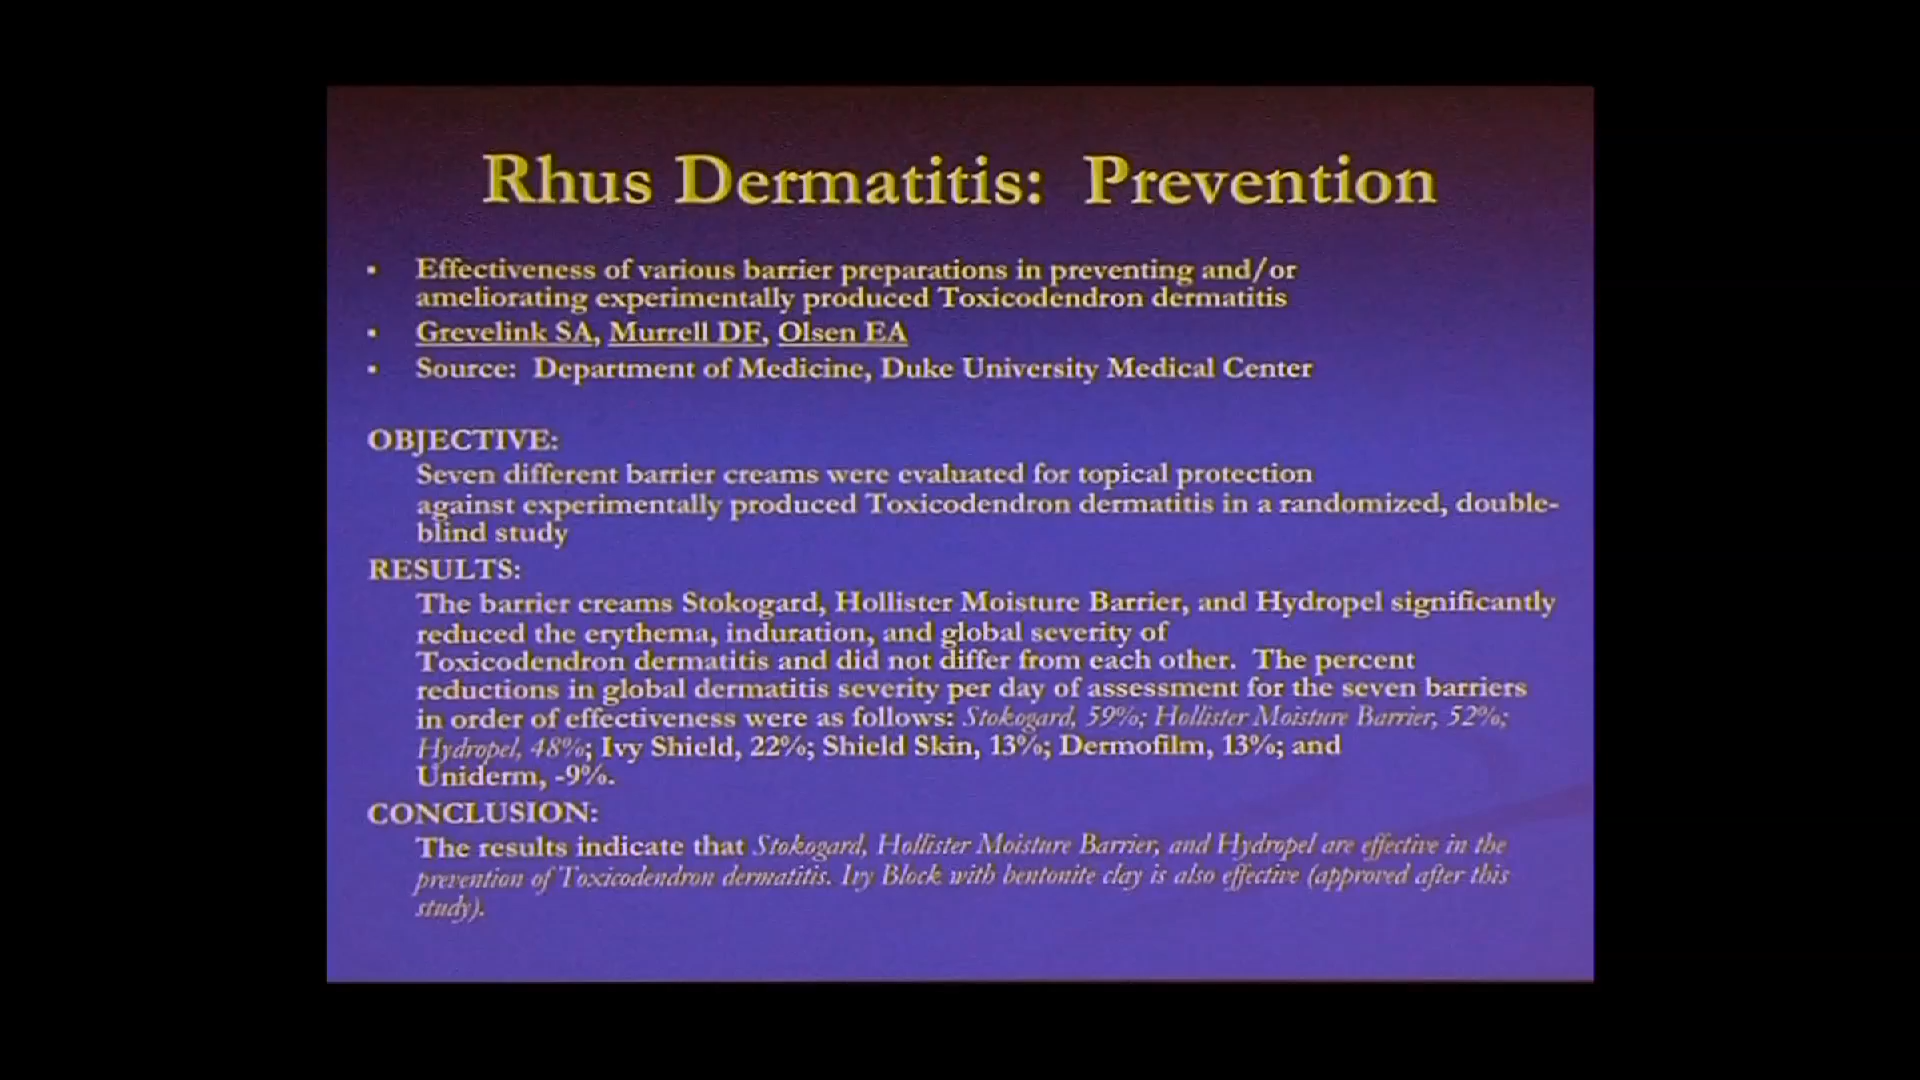 Rhus Dermatitis: Prevention
▪ Effectiveness of various barrier preparations in preventing and/or
ameliorating experimentally produced Toxicodendron dermatitis
▪ Grevelink SA, Murrell DF, Olsen EA
▪ Source: Department of Medicine, Duke University Medical Center
OBJECTIVE:
Seven different barrier creams were evaluated for topical protection
against experimentally produced Toxicodendron dermatitis in a randomized, double-
blind study
RESULTS:
The barrier creams Stokogard, Hollister Moisture Barrier, and Hydropel significantly
reduced the erythema, induration, and global severity of
Toxicodendron dermatitis and did not differ from each other. The percent
reductions in global dermatitis severity per day of assessment for the seven barriers
in order of effectiveness were as follows: Stokogard, 59%; Hollister Moisture Barrier, 52%;
Hydropel, 48%; Ivy Shield, 22%; Shield Skin, 13%; Dermofilm, 13%; and
Uniderm, -9%.
CONCLUSION:
The results indicate that Stokogard, Hollister Moisture Barrier, and Hydropel are effective in the
prevention of Toxicodendron dermatitis. Ivy Block with bentonite clay is also effective (approved after this
study).